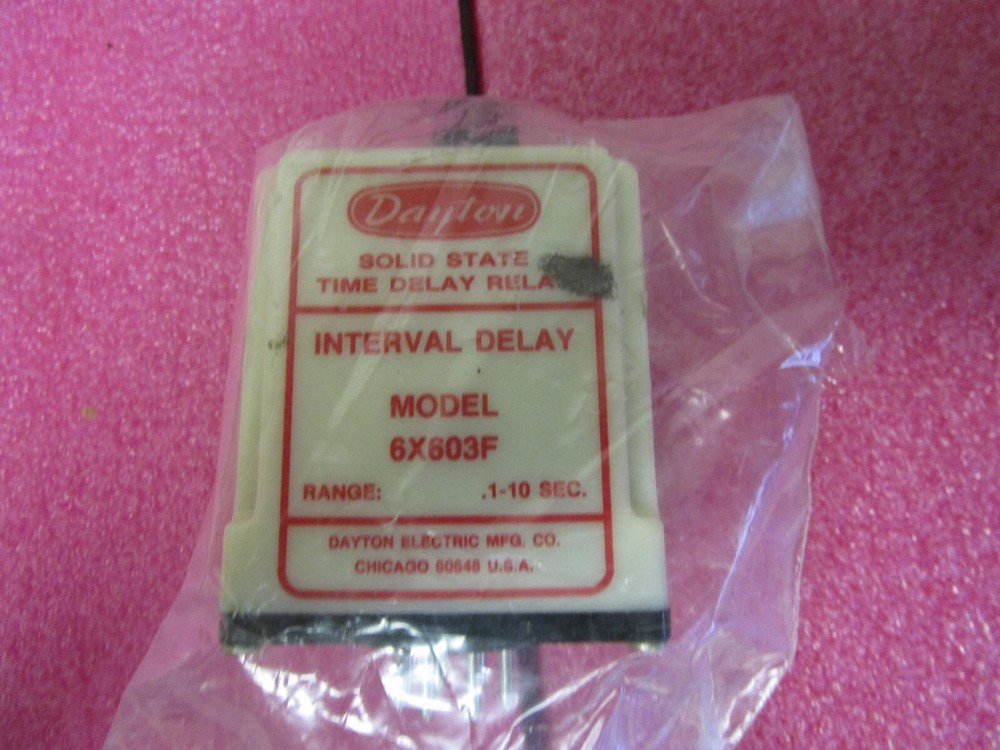 Dayton
SOLID STATE
TIME DELAY
INTERVAL DELAY
MODEL
6X603F
RANGE: .1-10 SEC.
DAYTON ELECTRIC MFG. CO.
CHICAGO 60648 U.S.A.